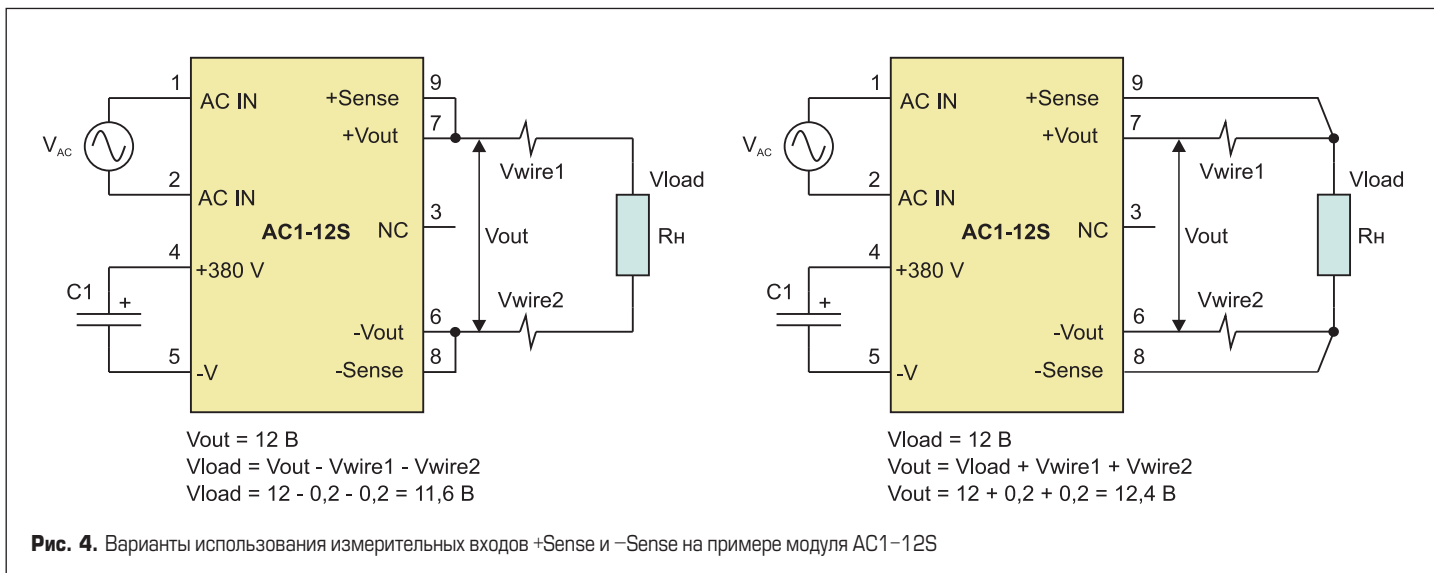 1
AC IN
+Sense
9
+Vout
7
VAC
Vwire1
2
AC IN
Vload
AC1-12S
NC
3
Vout
Rн
4
+380 V
C1
+
Vwire2
-Vout
6
5
-V
-Sense
8
Vout = 12 В
Vload = Vout - Vwire1 - Vwire2
Vload = 12 - 0,2 - 0,2 = 11,6 В
1
AC IN
+Sense
9
+Vout
7
VAC
Vwire1
2
AC IN
Vload
AC1-12S
NC
3
Vout
Rн
4
+380 V
C1
+
Vwire2
-Vout
6
5
-V
-Sense
8
Vload = 12 В
Vout = Vload + Vwire1 + Vwire2
Vout = 12 + 0,2 + 0,2 = 12,4 В
Рис. 4. Варианты использования измерительных входов +Sense и −Sense на примере модуля AC1−12S